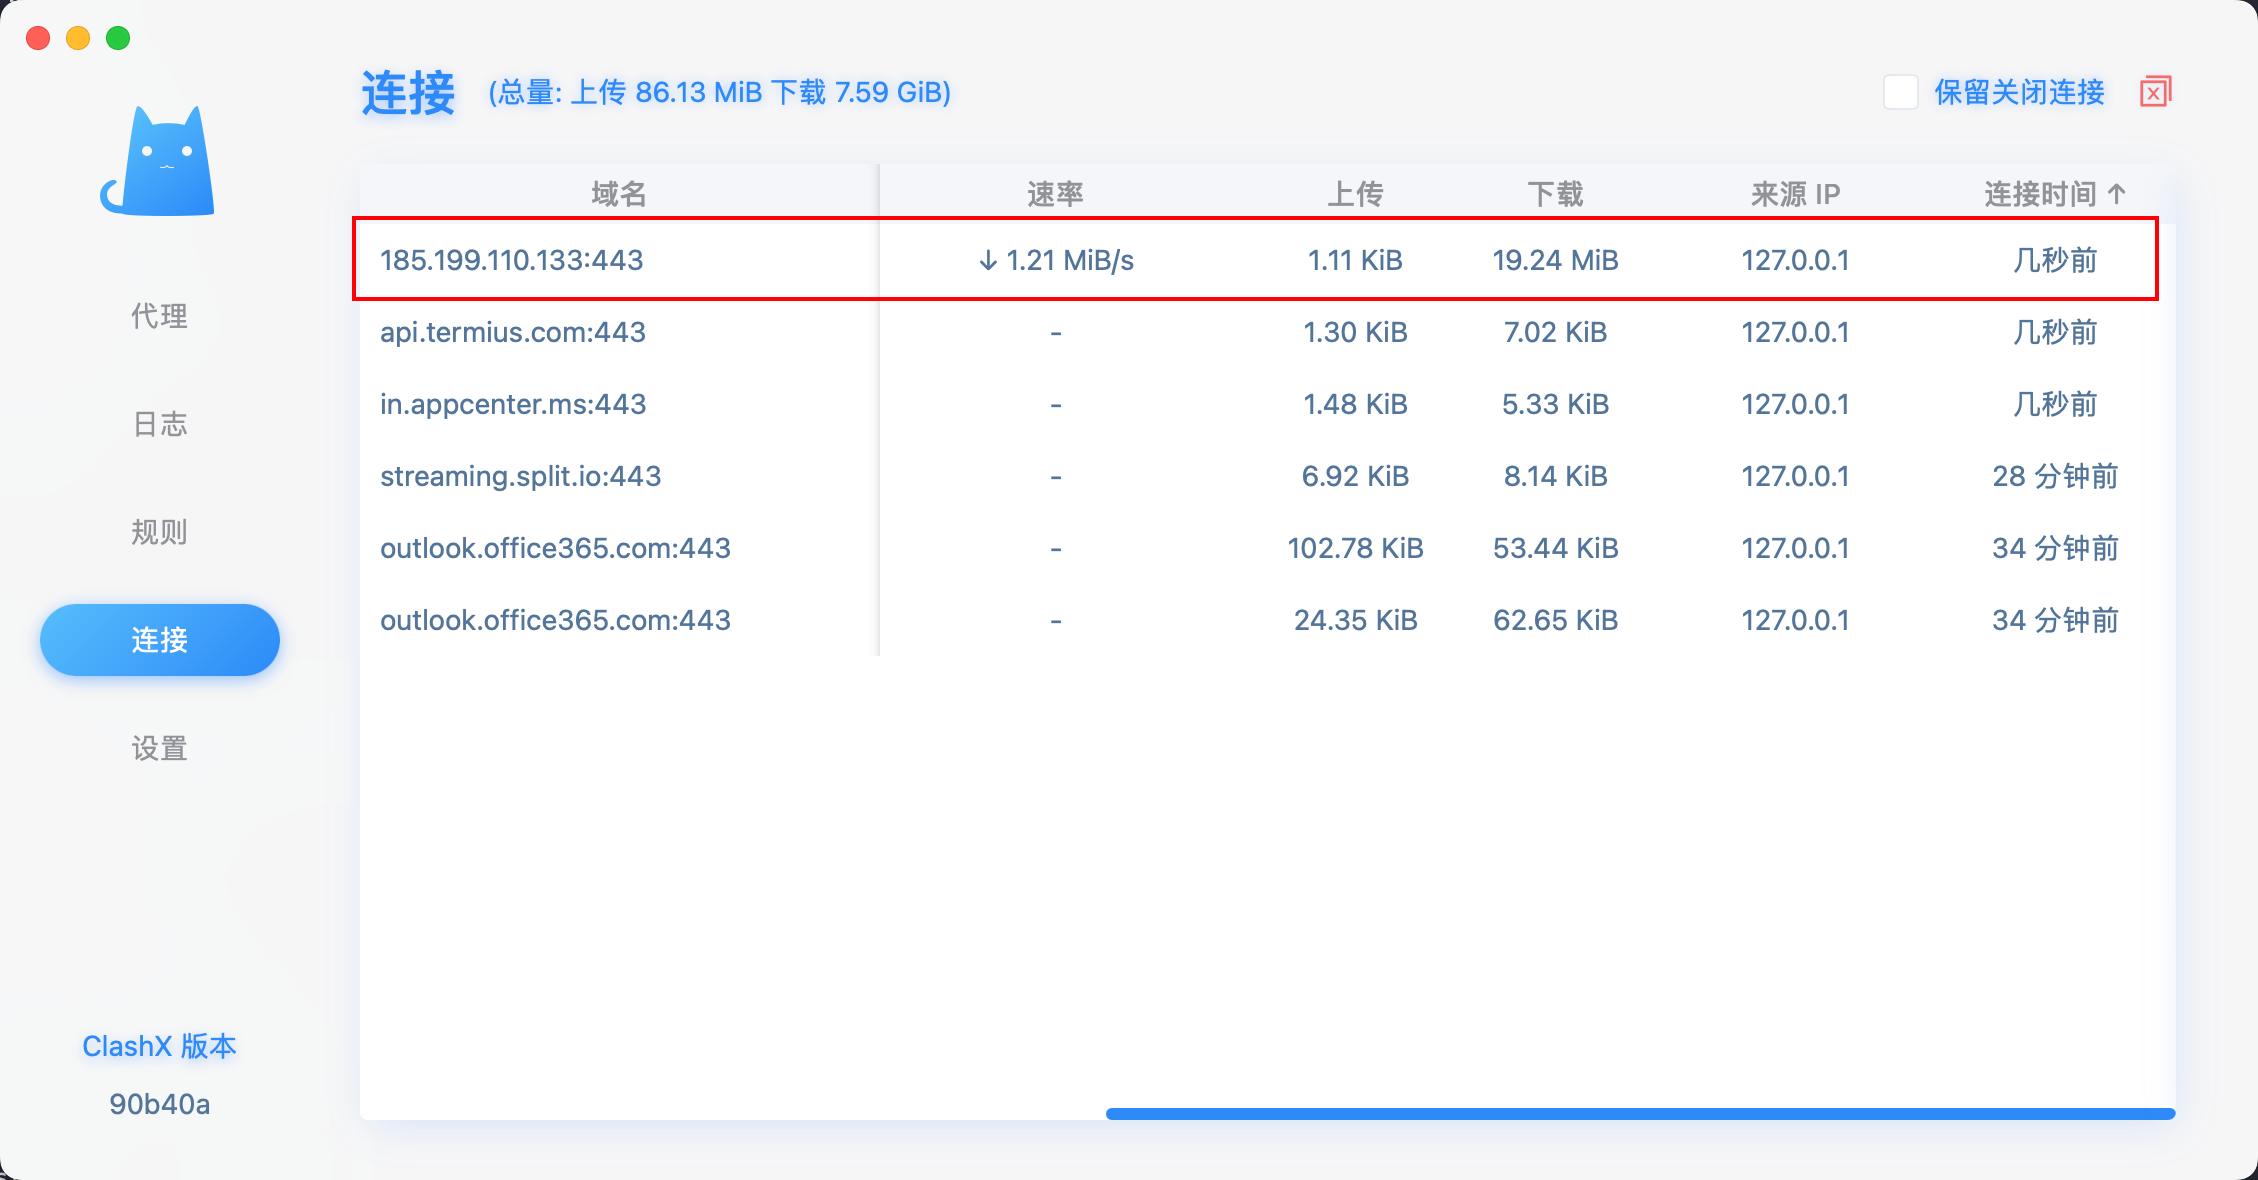 连接 (总量: 上传 86.13 MiB 下载 7.59 GiB) 保留关闭连接
域名 速率 上传 下载 来源 IP 连接时间 ↑
185.199.110.133:443 ↓ 1.21 MiB/s 1.11 KiB 19.24 MiB 127.0.0.1 几秒前
api.termius.com:443 - 1.30 KiB 7.02 KiB 127.0.0.1 几秒前
in.appcenter.ms:443 - 1.48 KiB 5.33 KiB 127.0.0.1 几秒前
streaming.split.io:443 - 6.92 KiB 8.14 KiB 127.0.0.1 28 分钟前
outlook.office365.com:443 - 102.78 KiB 53.44 KiB 127.0.0.1 34 分钟前
outlook.office365.com:443 - 24.35 KiB 62.65 KiB 127.0.0.1 34 分钟前
代理
日志
规则
连接
设置
ClashX 版本
90b40a